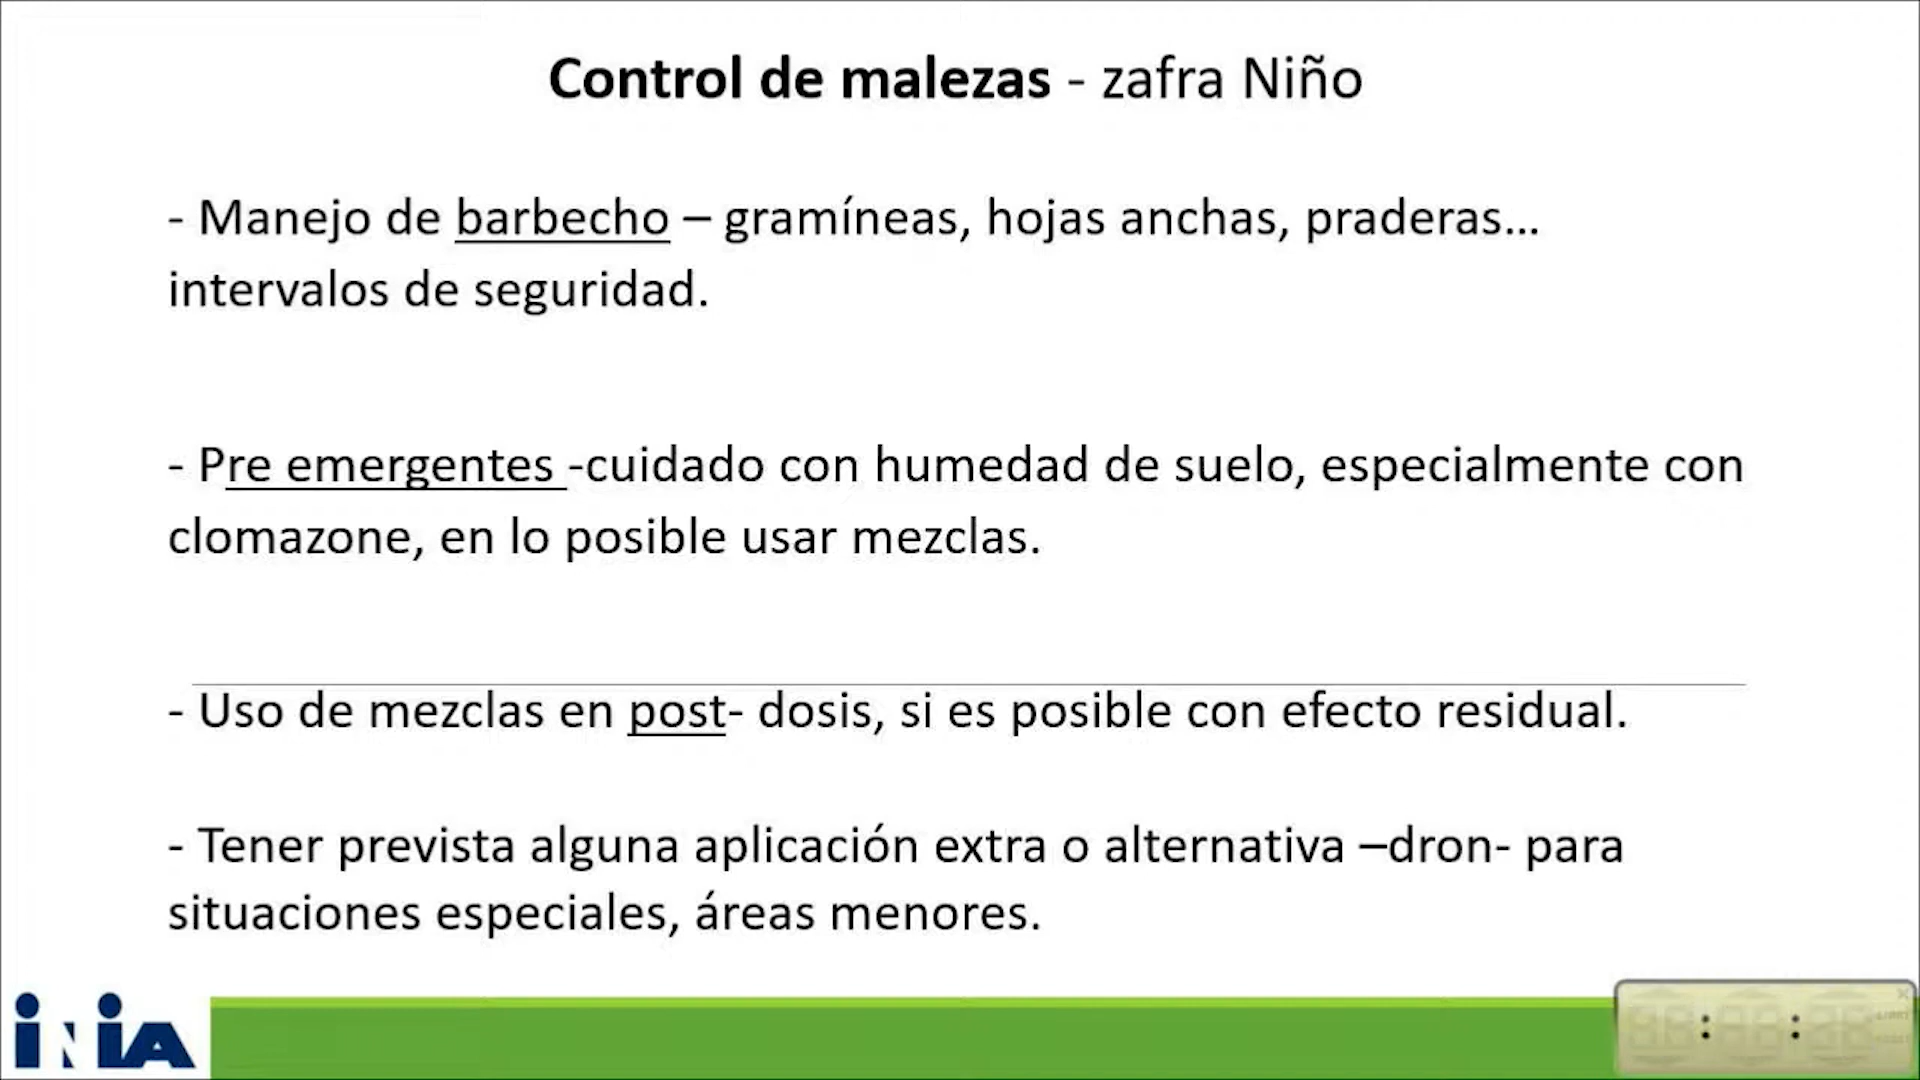 Control de malezas - zafra Niño
- Manejo de barbecho – gramíneas, hojas anchas, praderas...
intervalos de seguridad.
- Pre emergentes -cuidado con humedad de suelo, especialmente con
clomazone, en lo posible usar mezclas.
- Uso de mezclas en post- dosis, si es posible con efecto residual.
- Tener prevista alguna aplicación extra o alternativa –dron- para
situaciones especiales, áreas menores.
iNiA